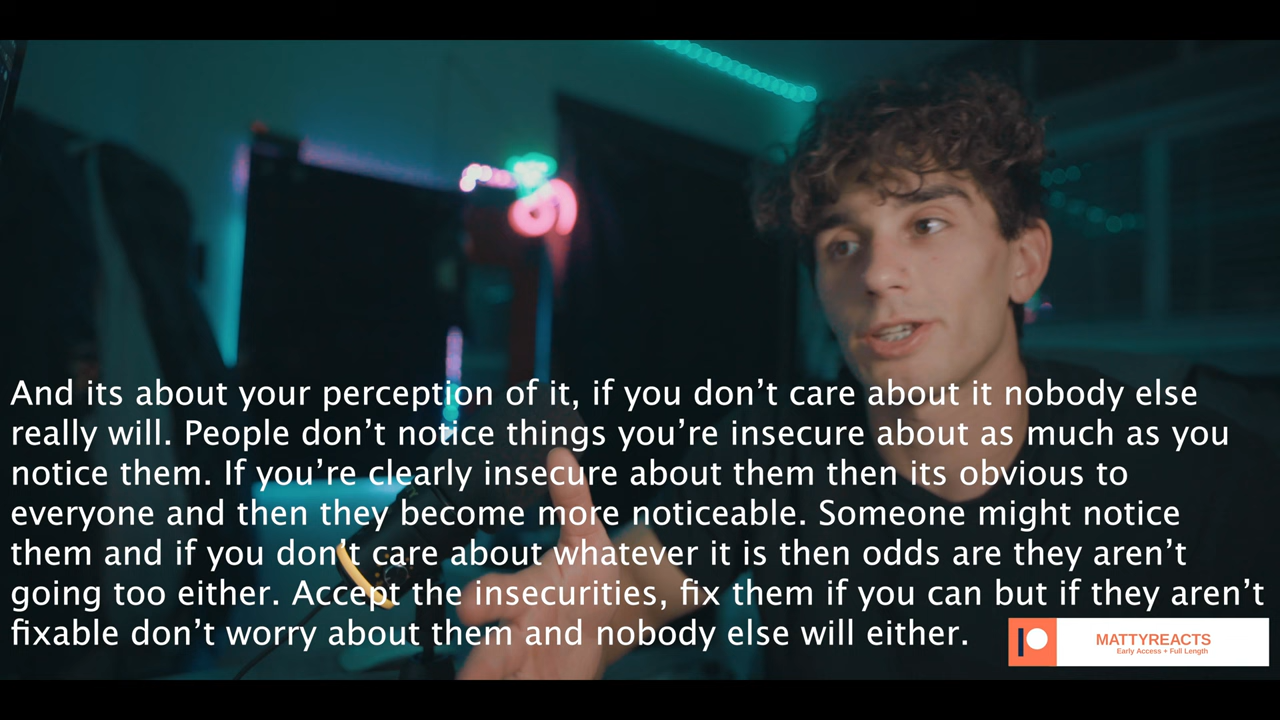 And its about your perception of it, if you don’t care about it nobody else
really will. People don’t notice things you’re insecure about as much as you
notice them. If you’re clearly insecure about them then its obvious to
everyone and then they become more noticeable. Someone might notice
them and if you don’t care about whatever it is then odds are they aren’t
going too either. Accept the insecurities, fix them if you can but if they aren’t
fixable don’t worry about them and nobody else will either.
MATTYREACTS
Early Access + Full Length